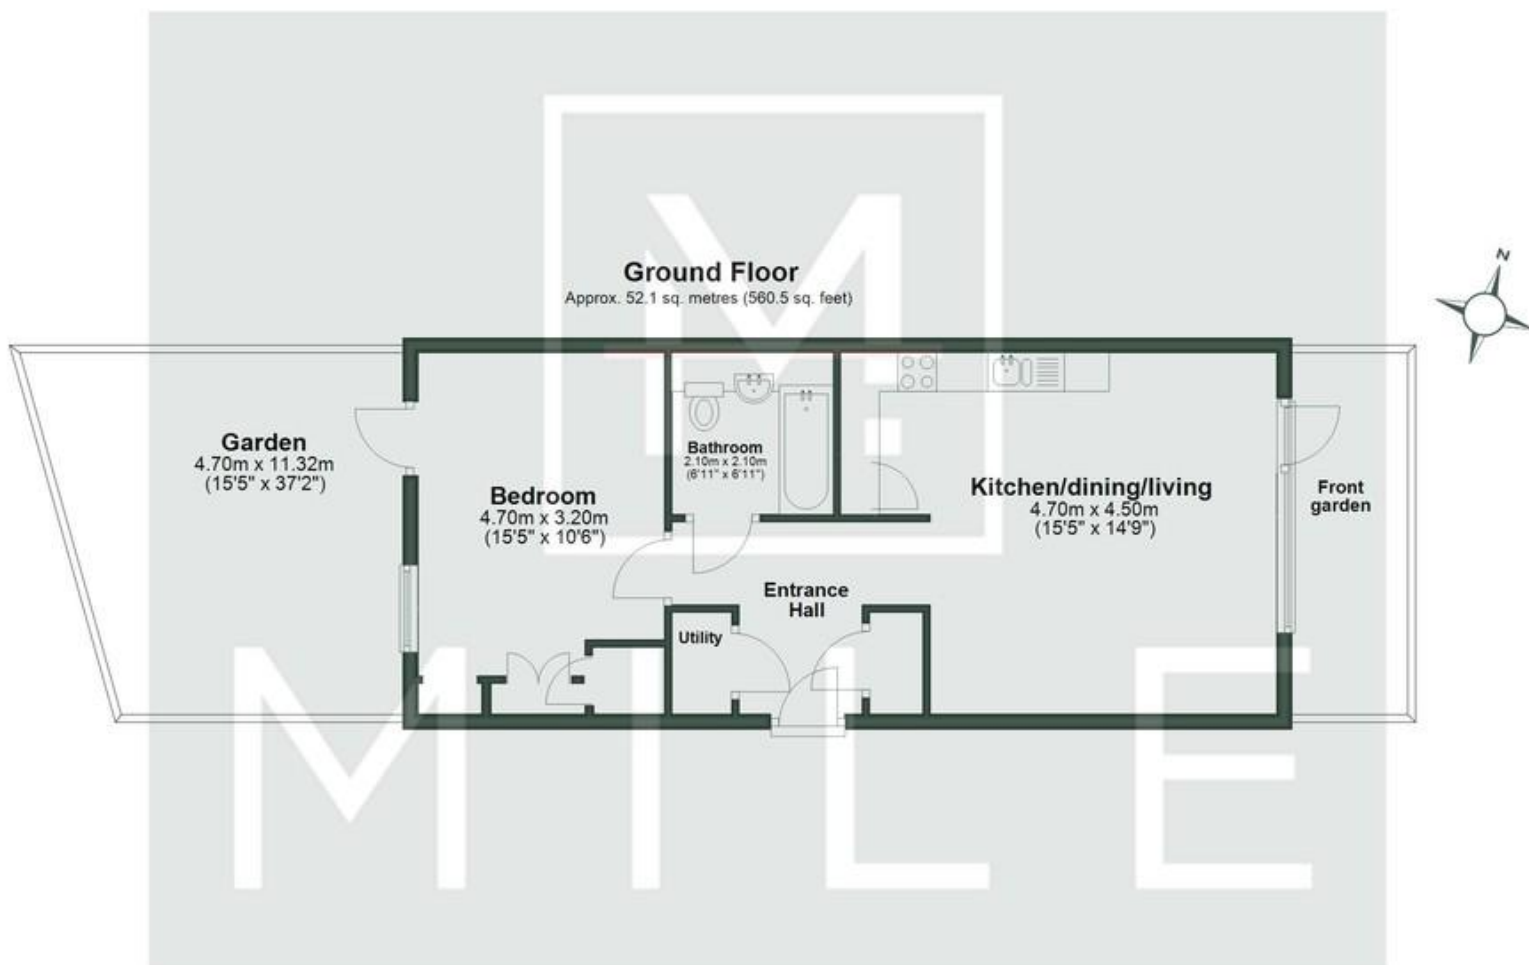 Ground Floor
Approx. 52.1 sq. metres (560.5 sq. feet)
N
Garden
4.70m x 11.32m
(15'5" x 37'2")
Bedroom
4.70m x 3.20m
(15'5" x 10'6")
Bathroom
2.10m x 2.10m
(6'11" x 6'11")
Kitchen/dining/living
4.70m x 4.50m
(15'5" x 14'9")
Front
garden
Entrance
Hall
Utility
M
MILE